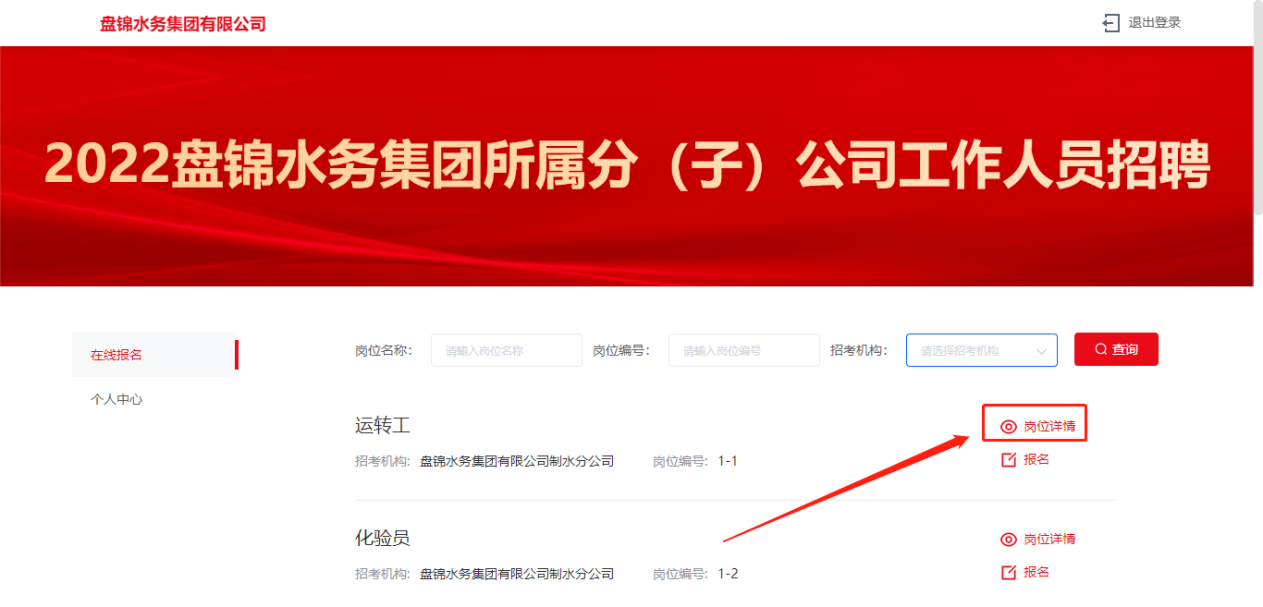 盘锦水务集团有限公司
退出登录
2022盘锦水务集团所属分（子）公司工作人员招聘
在线报名
个人中心
岗位名称： 请输入岗位名称 岗位编号： 请输入岗位编号 招考机构： 请选择招考机构 查询
运转工
岗位详情
招考机构: 盘锦水务集团有限公司制水分公司 岗位编号: 1-1
报名
化验员
岗位详情
招考机构: 盘锦水务集团有限公司制水分公司 岗位编号: 1-2
报名